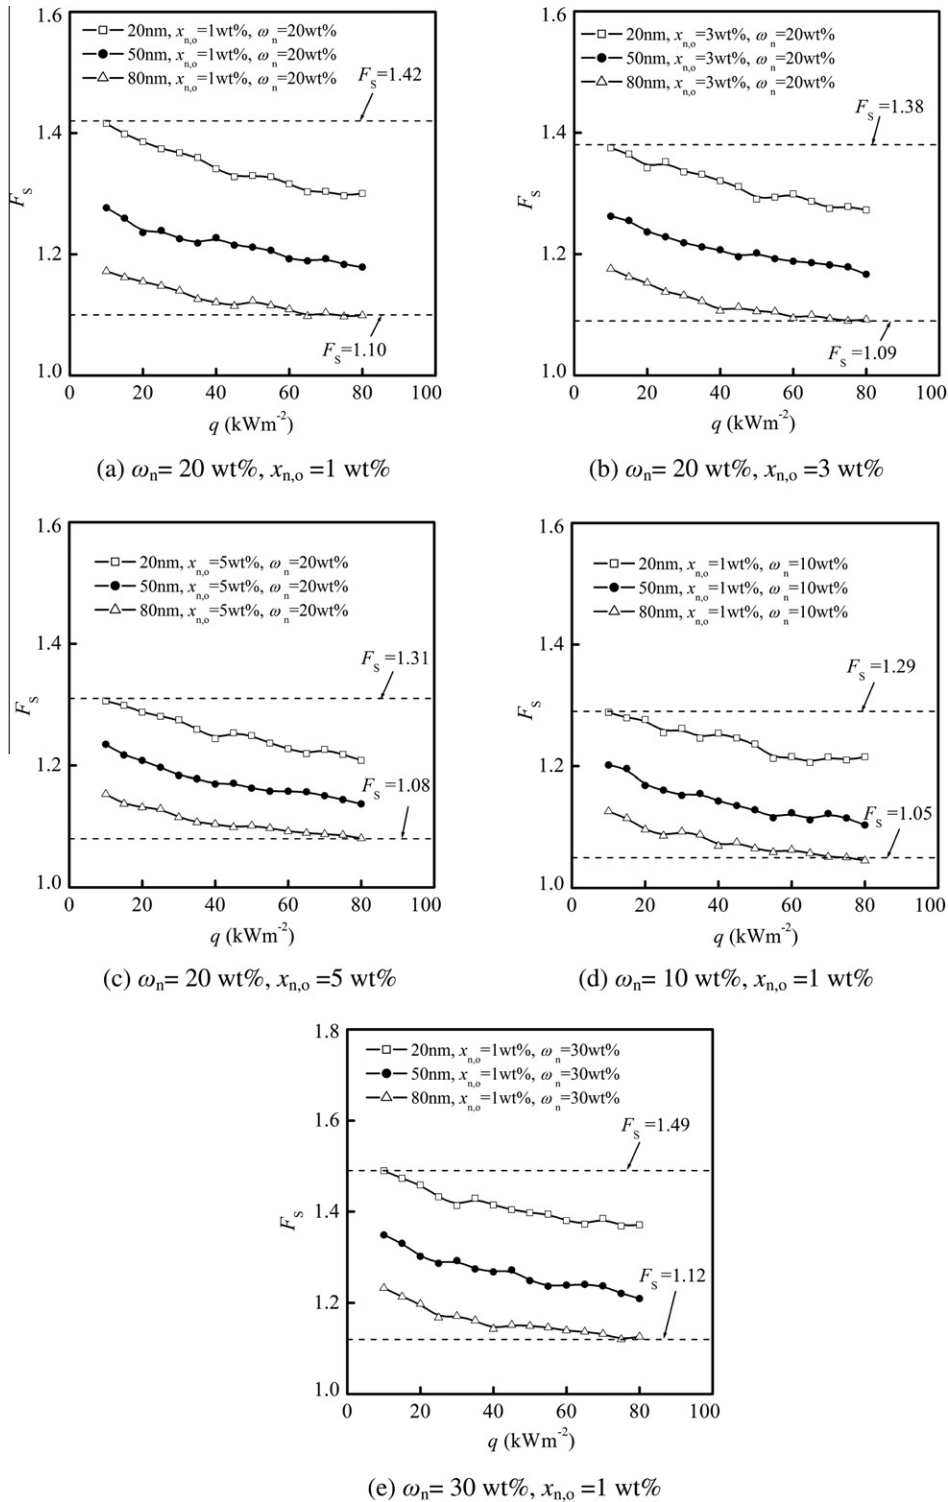 1.6
20nm, xn,o=1wt%, ωn=20wt%
50nm, xn,o=1wt%, ωn=20wt%
80nm, xn,o=1wt%, ωn=20wt%
FS=1.42
1.4
FS
1.2
FS=1.10
1.0
0 20 40 60 80 100
q (kWm-2)
(a) ωn= 20 wt%, xn,o =1 wt%
1.6
20nm, xn,o=3wt%, ωn=20wt%
50nm, xn,o=3wt%, ωn=20wt%
80nm, xn,o=3wt%, ωn=20wt%
FS=1.38
1.4
FS
1.2
FS=1.09
1.0
0 20 40 60 80 100
q (kWm-2)
(b) ωn= 20 wt%, xn,o =3 wt%
1.6
20nm, xn,o=5wt%, ωn=20wt%
50nm, xn,o=5wt%, ωn=20wt%
80nm, xn,o=5wt%, ωn=20wt%
1.4
FS=1.31
FS
1.2
FS=1.08
1.0
0 20 40 60 80 100
q (kWm-2)
(c) ωn= 20 wt%, xn,o =5 wt%
1.6
20nm, xn,o=1wt%, ωn=10wt%
50nm, xn,o=1wt%, ωn=10wt%
80nm, xn,o=1wt%, ωn=10wt%
1.4
FS=1.29
FS
1.2
FS=1.05
1.0
0 20 40 60 80 100
q (kWm-2)
(d) ωn= 10 wt%, xn,o =1 wt%
1.8
20nm, xn,o=1wt%, ωn=30wt%
50nm, xn,o=1wt%, ωn=30wt%
80nm, xn,o=1wt%, ωn=30wt%
1.6
FS=1.49
1.4
FS
FS=1.12
1.2
1.0
0 20 40 60 80 100
q (kWm-2)
(e) ωn= 30 wt%, xn,o =1 wt%